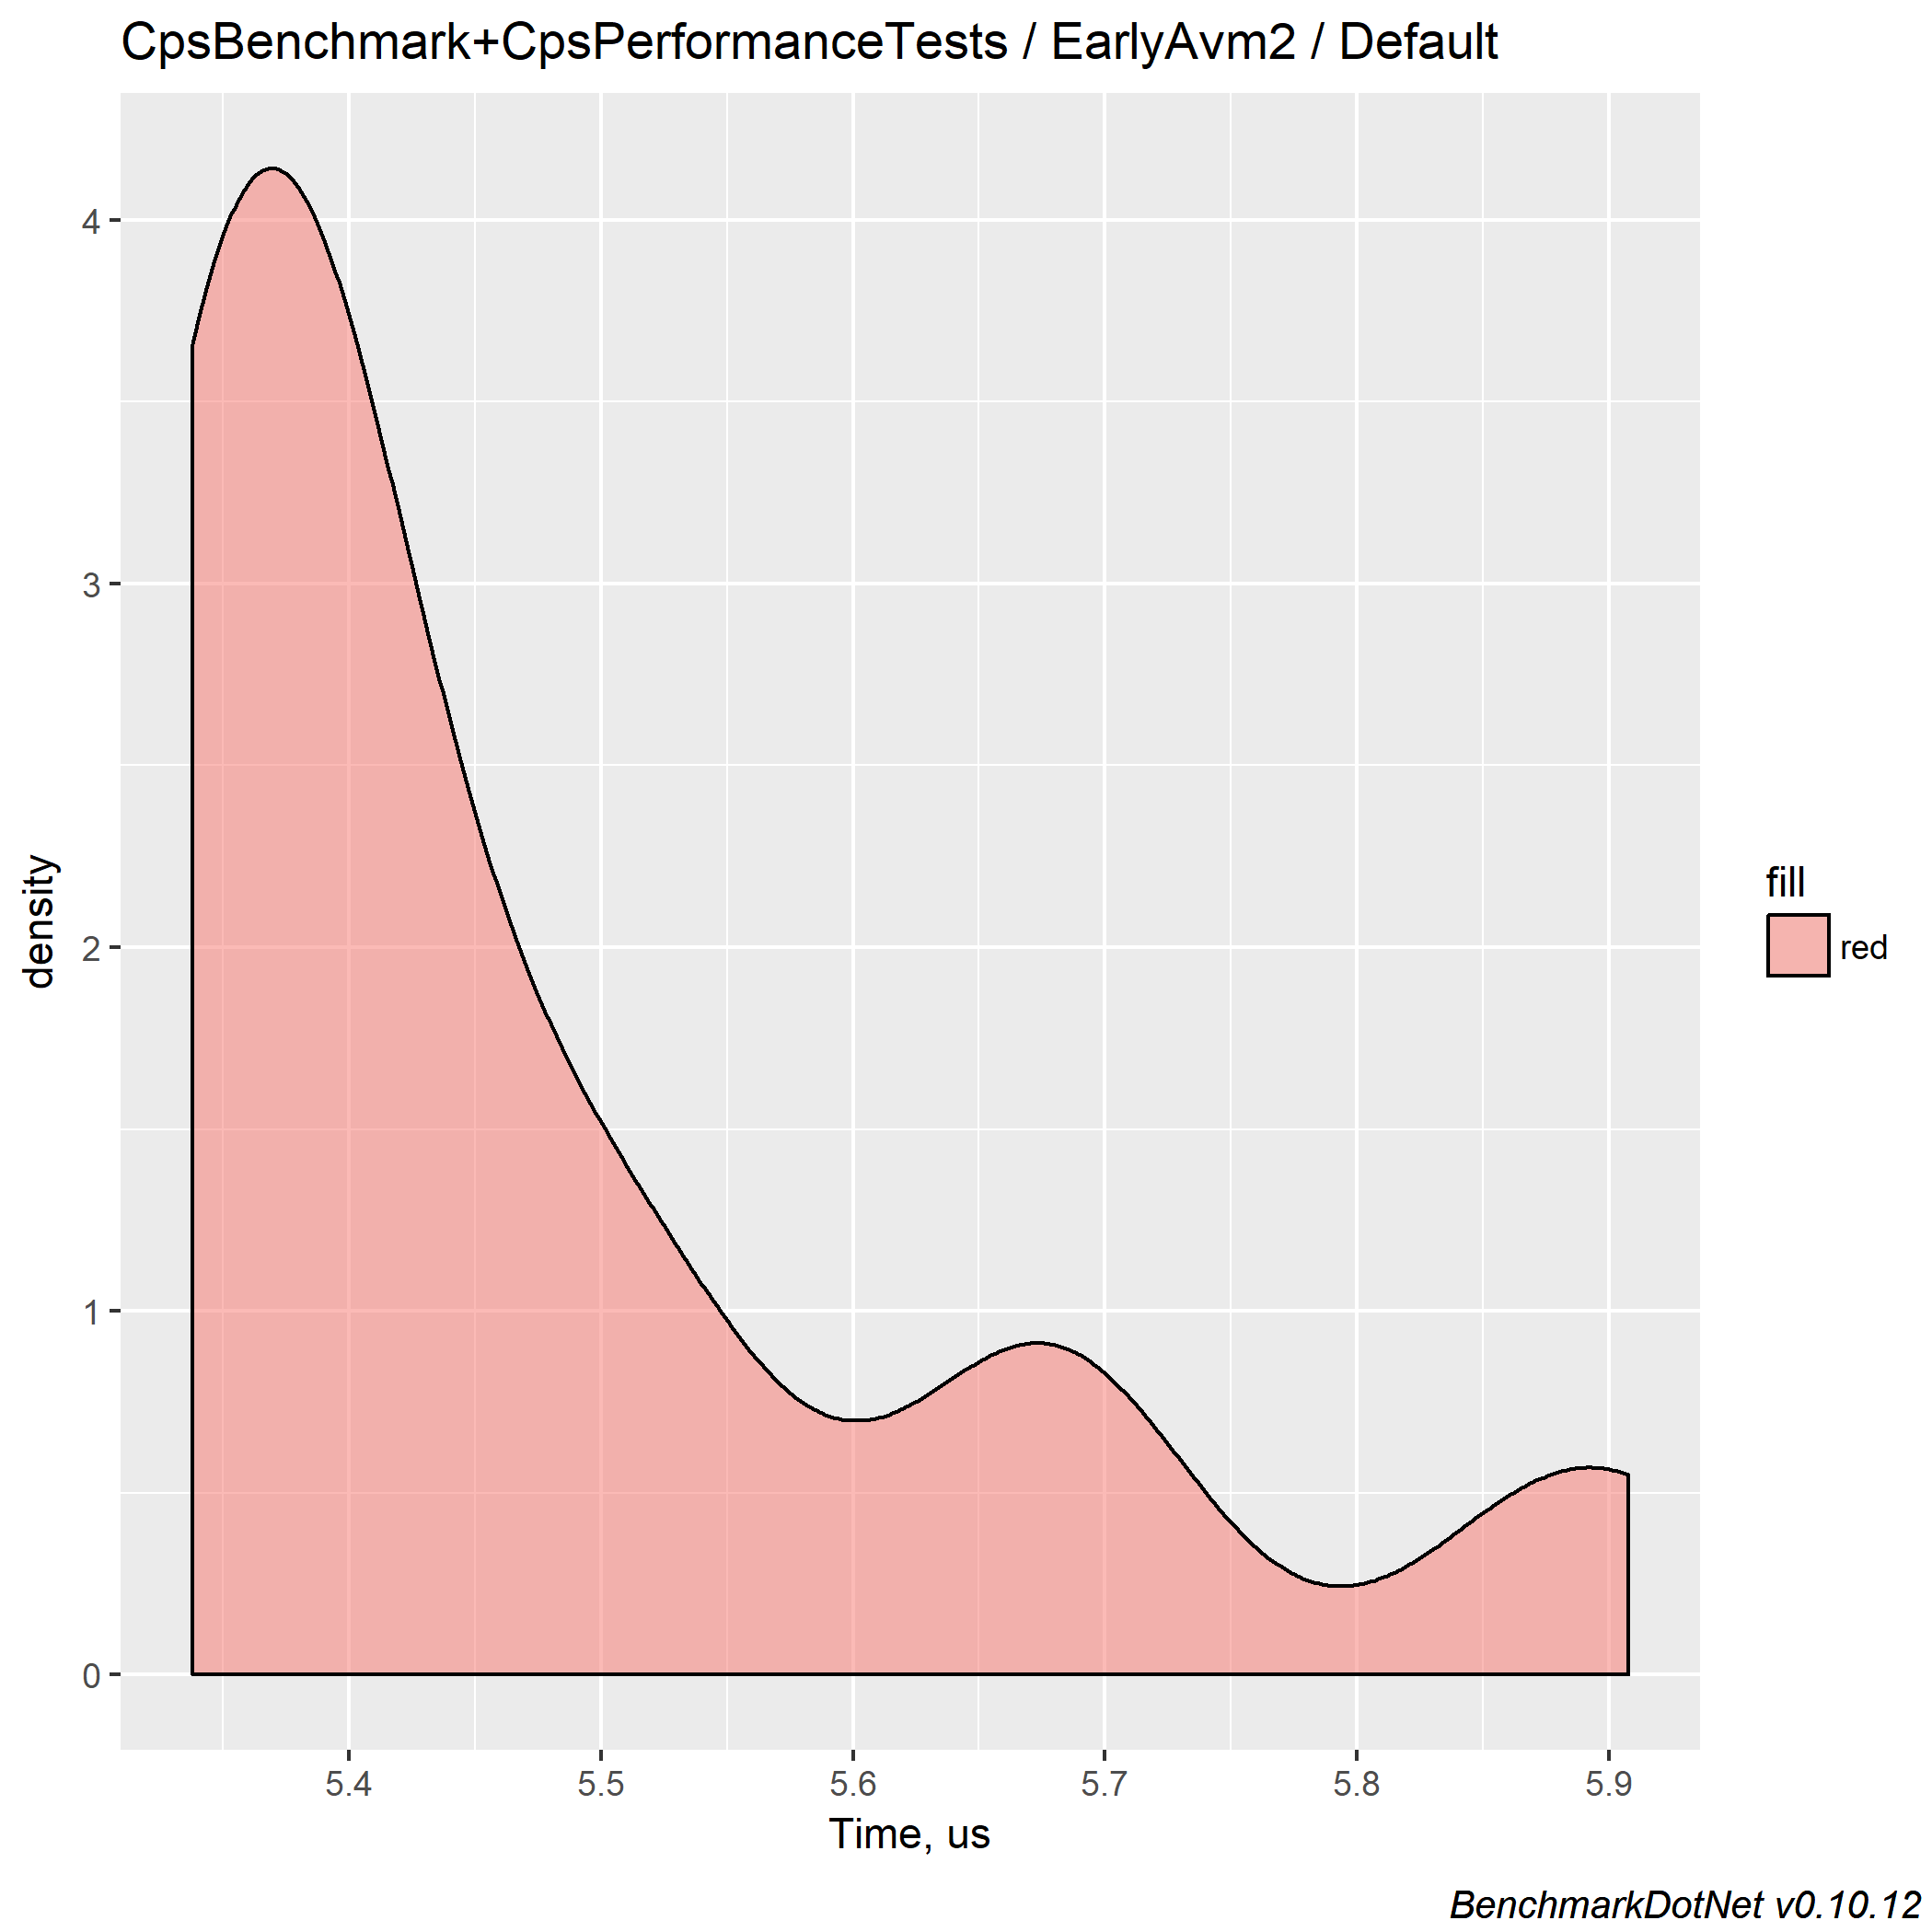 CpsBenchmark+CpsPerformanceTests / EarlyAvm2 / Default
4
3
2
1
0
density
5.4 5.5 5.6 5.7 5.8 5.9
Time, us
fill
red
BenchmarkDotNet v0.10.12